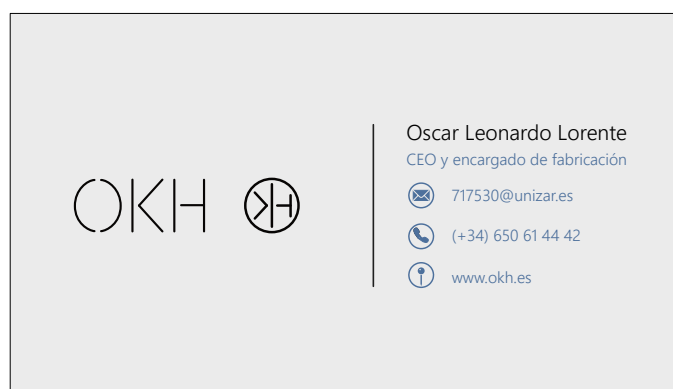 OKH
Oscar Leonardo Lorente
CEO y encargado de fabricación
717530@unizar.es
(+34) 650 61 44 42
www.okh.es